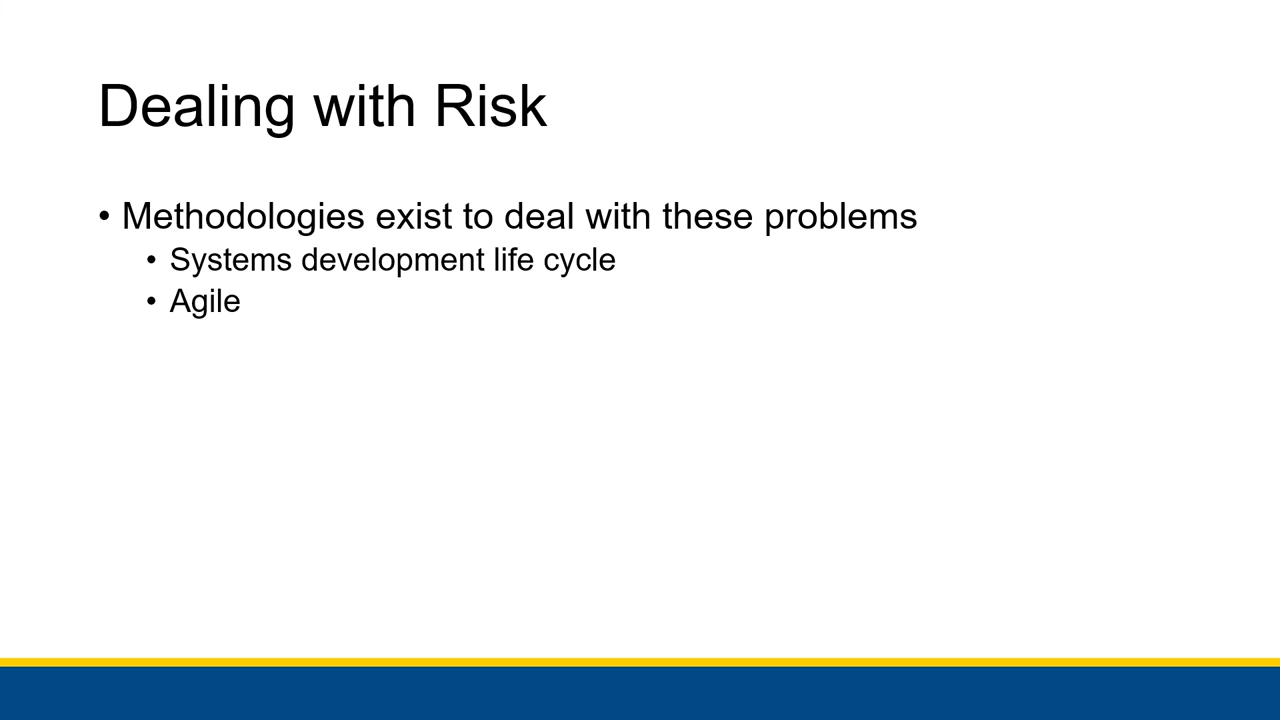 Dealing with Risk
• Methodologies exist to deal with these problems
• Systems development life cycle
• Agile